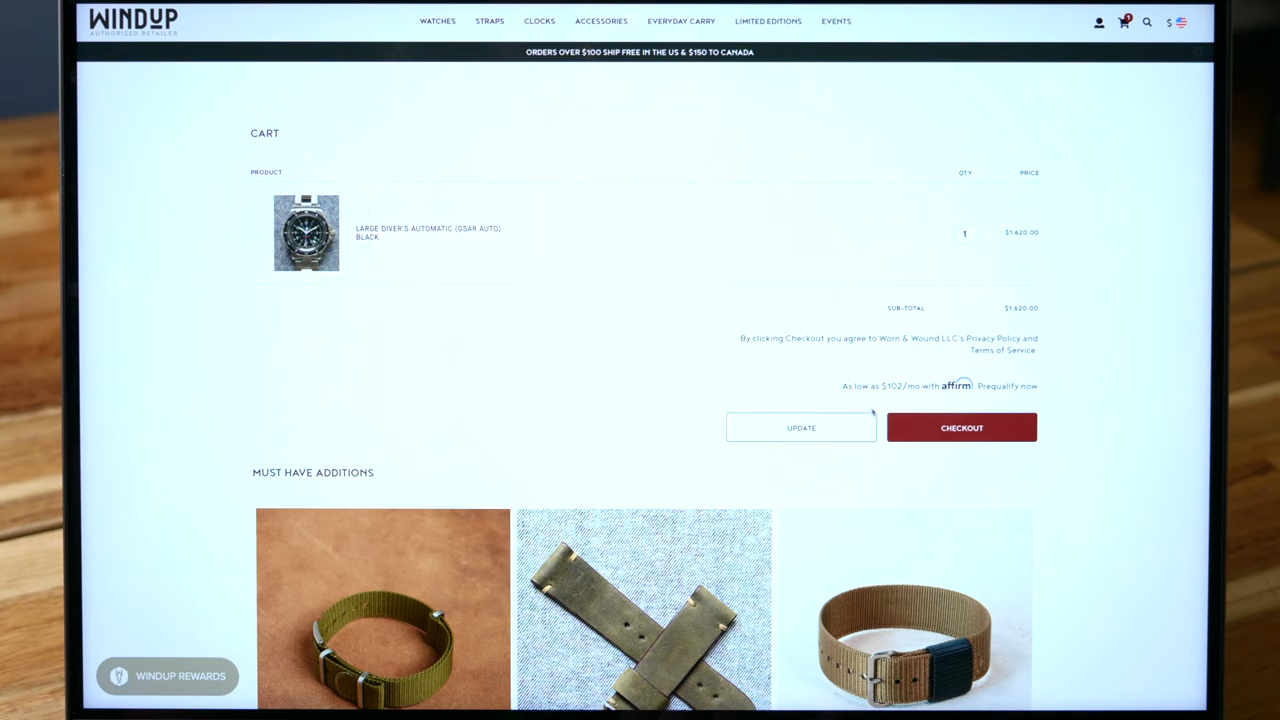 WINDUP
AUTHORIZED RETAILER
WATCHES STRAPS CLOCKS ACCESSORIES EVERYDAY CARRY LIMITED EDITIONS EVENTS
1
$
ORDERS OVER $100 SHIP FREE IN THE US & $150 TO CANADA
CART
PRODUCT QTY PRICE
LARGE DIVER'S AUTOMATIC (GSAR AUTO)
BLACK
1 $1,620.00
SUB-TOTAL $1,620.00
By clicking Checkout you agree to Worn & Wound LLC's Privacy Policy and
Terms of Service.
As low as $102/mo with affirm. Prequalify now
UPDATE CHECKOUT
MUST HAVE ADDITIONS
WINDUP REWARDS